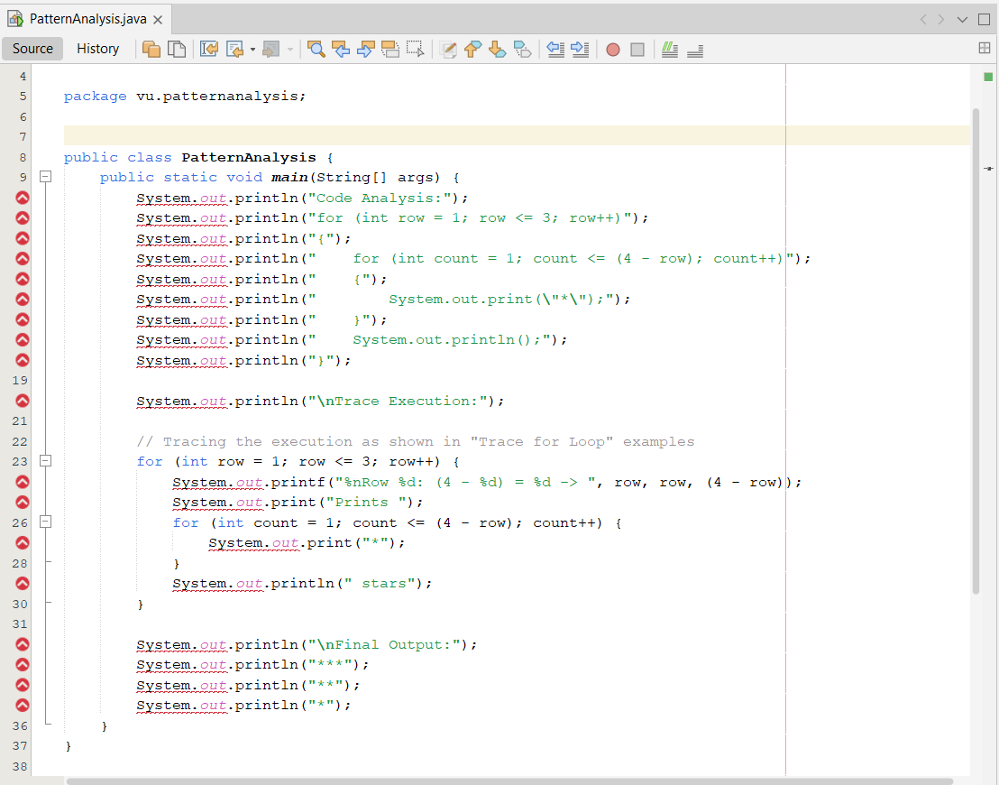 PatternAnalysis.java
Source History
4
5 package vu.patternanalysis;
6
7
8 public class PatternAnalysis {
9     public static void main(String[] args) {
        System.out.println("Code Analysis:");
        System.out.println("for (int row = 1; row <= 3; row++)");
        System.out.println("{");
        System.out.println("    for (int count = 1; count <= (4 - row); count++)");
        System.out.println("    {");
        System.out.println("        System.out.print(\"*\");");
        System.out.println("    }");
        System.out.println("    System.out.println();");
        System.out.println("}");
19
        System.out.println("\nTrace Execution:");
21
22         // Tracing the execution as shown in "Trace for Loop" examples
23         for (int row = 1; row <= 3; row++) {
            System.out.printf("%nRow %d: (4 - %d) = %d -> ", row, row, (4 - row));
            System.out.print("Prints ");
26             for (int count = 1; count <= (4 - row); count++) {
                System.out.print("*");
28             }
            System.out.println(" stars");
30         }
31
        System.out.println("\nFinal Output:");
        System.out.println("***");
        System.out.println("**");
        System.out.println("*");
36     }
37 }
38